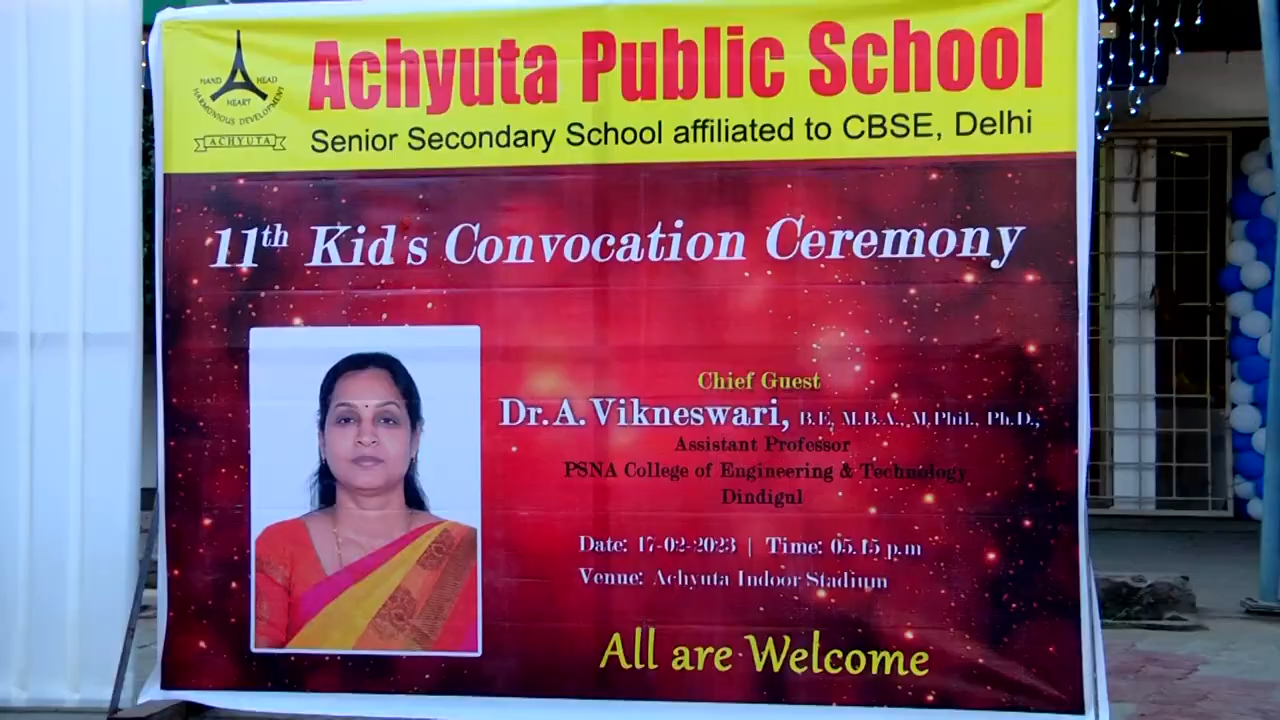 Achyuta Public School
Senior Secondary School affiliated to CBSE, Delhi
HAND HEAD
HEART
HARMONIOUS DEVELOPMENT
ACHYUTA
11th Kid's Convocation Ceremony
Chief Guest
Dr. A. Vikneswari, B.E, M.B.A., M.Phil., Ph.D.,
Assistant Professor
PSNA College of Engineering & Technology
Dindigul
Date: 17-02-2023 | Time: 05.15 p.m
Venue: Achyuta Indoor Stadium
All are Welcome